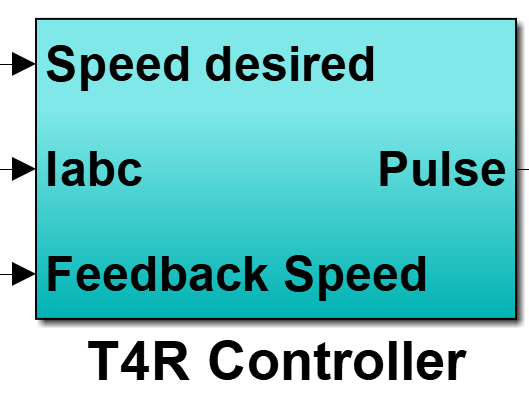 Speed desired
Iabc
Pulse
Feedback Speed
T4R Controller